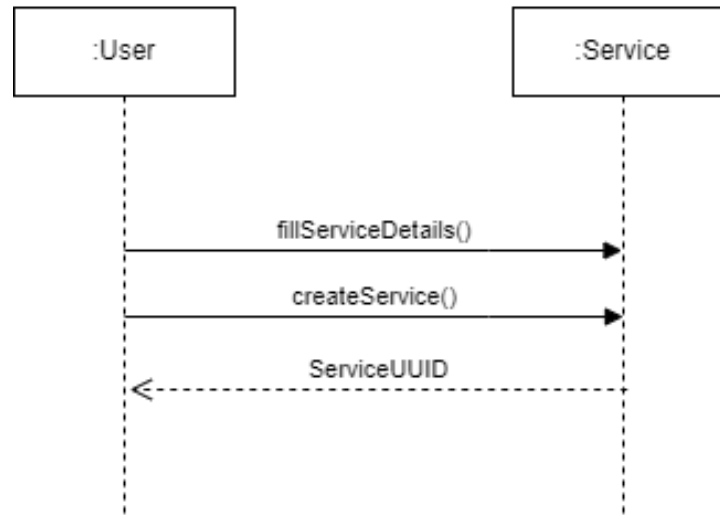 :User
:Service
fillServiceDetails()
createService()
ServiceUUID